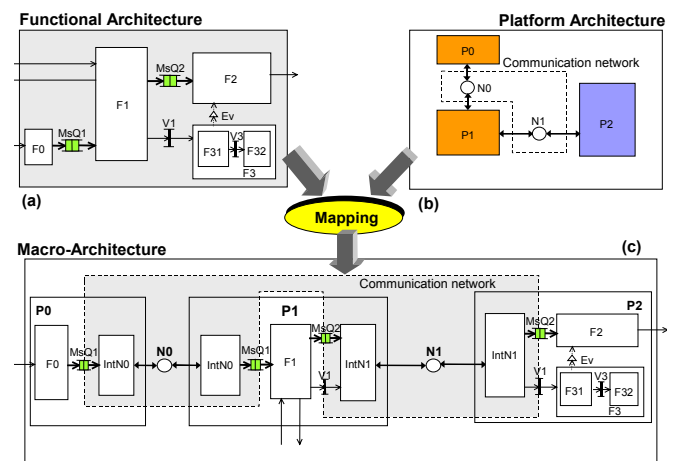 Functional Architecture
MsQ2
F2
F1
Ev
MsQ1
V1
F0
V3
F31
F32
F3
(a)
Platform Architecture
P0
Communication network
N0
N1
P1
P2
(b)
Mapping
Macro-Architecture
(c)
Communication network
P0
P1
P2
MsQ1
N0
MsQ1
MsQ2
N1
MsQ2
F0
IntN0
IntN0
F1
IntN1
IntN1
F2
V1
V1
Ev
V3
F31
F32
F3